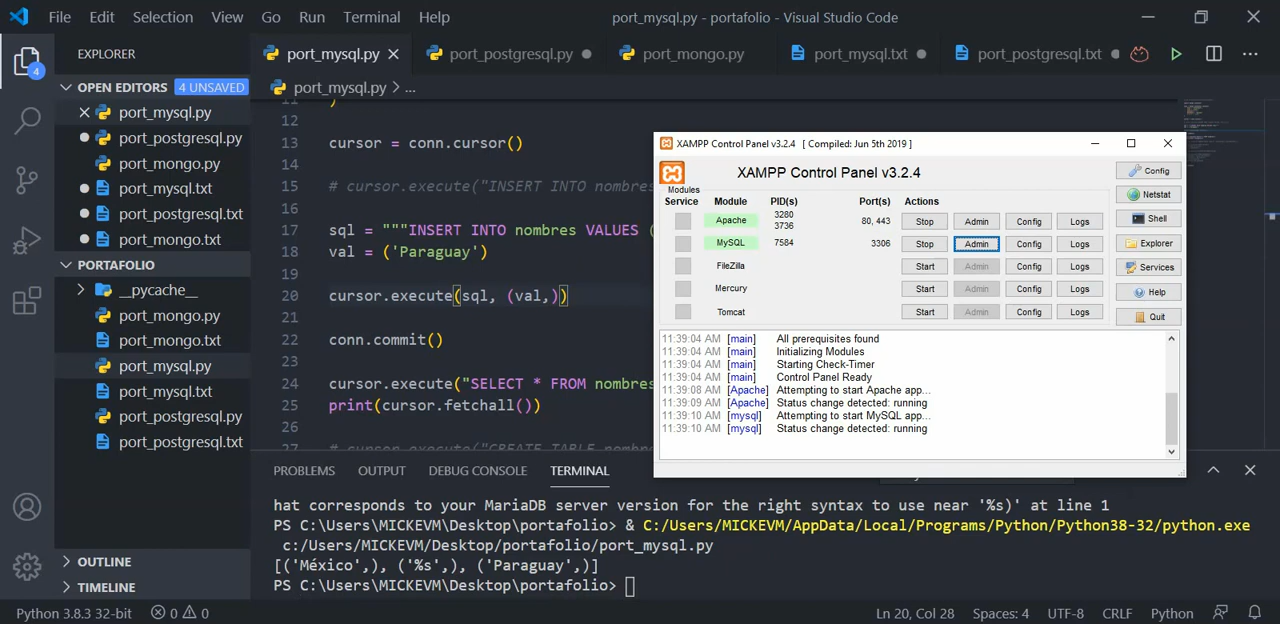 File Edit Selection View Go Run Terminal Help port_mysql.py - portafolio - Visual Studio Code
EXPLORER
port_mysql.py port_postgresql.py port_mongo.py port_mysql.txt port_postgresql.txt
4
OPEN EDITORS 4 UNSAVED
port_mysql.py
port_postgresql.py
port_mongo.py
port_mysql.txt
port_postgresql.txt
port_mongo.txt
PORTAFOLIO
__pycache__
port_mongo.py
port_mongo.txt
port_mysql.py
port_mysql.txt
port_postgresql.py
port_postgresql.txt
OUTLINE
TIMELINE
port_mysql.py > ...
11 )
12
13 cursor = conn.cursor()
14
15 # cursor.execute("INSERT INTO nombres
16
17 sql = """INSERT INTO nombres VALUES (
18 val = ('Paraguay')
19
20 cursor.execute(sql, (val,))
21
22 conn.commit()
23
24 cursor.execute("SELECT * FROM nombres
25 print(cursor.fetchall())
26
27 # cursor.execute("CREATE TABLE nombre
XAMPP Control Panel v3.2.4 [ Compiled: Jun 5th 2019 ]
XAMPP Control Panel v3.2.4
Modules
Service Module PID(s) Port(s) Actions
Apache 3280 3736 80, 443 Stop Admin Config Logs
MySQL 7584 3306 Stop Admin Config Logs
FileZilla Start Admin Config Logs
Mercury Start Admin Config Logs
Tomcat Start Admin Config Logs
Config
Netstat
Shell
Explorer
Services
Help
Quit
11:39:04 AM [main] All prerequisites found
11:39:04 AM [main] Initializing Modules
11:39:04 AM [main] Starting Check-Timer
11:39:04 AM [main] Control Panel Ready
11:39:08 AM [Apache] Attempting to start Apache app...
11:39:09 AM [Apache] Status change detected: running
11:39:10 AM [mysql] Attempting to start MySQL app...
11:39:10 AM [mysql] Status change detected: running
PROBLEMS OUTPUT DEBUG CONSOLE TERMINAL
hat corresponds to your MariaDB server version for the right syntax to use near '%s)' at line 1
PS C:\Users\MICKEVM\Desktop\portafolio> & C:/Users/MICKEVM/AppData/Local/Programs/Python/Python38-32/python.exe
c:/Users/MICKEVM/Desktop/portafolio/port_mysql.py
[('México',), ('%s',), ('Paraguay',)]
PS C:\Users\MICKEVM\Desktop\portafolio>
Python 3.8.3 32-bit 0 0 Ln 20, Col 28 Spaces: 4 UTF-8 CRLF Python